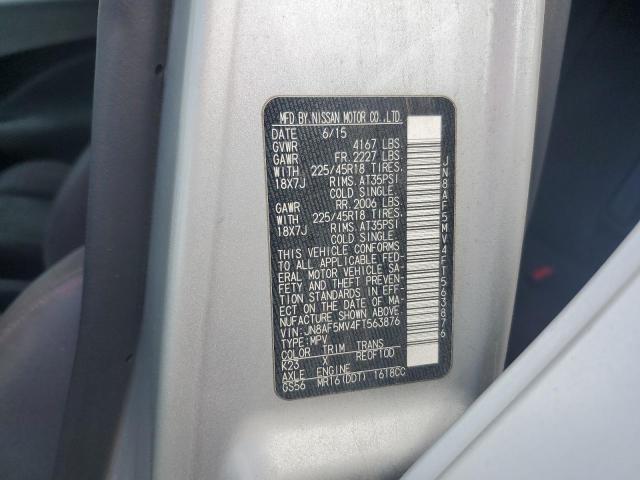 MFD BY.NISSAN MOTOR CO.,LTD.
DATE 6/15
GVWR 4167 LBS.
GAWR FR. 2227 LBS.
WITH 225/45R18 TIRES.
18X7J RIMS. AT35PSI
COLD SINGLE.
GAWR RR. 2006 LBS.
WITH 225/45R18 TIRES.
18X7J RIMS. AT35PSI
COLD SINGLE.
THIS VEHICLE CONFORMS
TO ALL APPLICABLE FED-
ERAL MOTOR VEHICLE SA-
FETY AND THEFT PREVEN-
TION STANDARDS IN EFF-
ECT ON THE DATE OF MA-
NUFACTURE SHOWN ABOVE.
VIN:JN8AF5MV4FT563876
TYPE:MPV
COLOR TRIM TRANS
K23 X RE0F10D
AXLE ENGINE
GS56 MR16(DDT) 1618CC
JN8AF5MV4FT563876